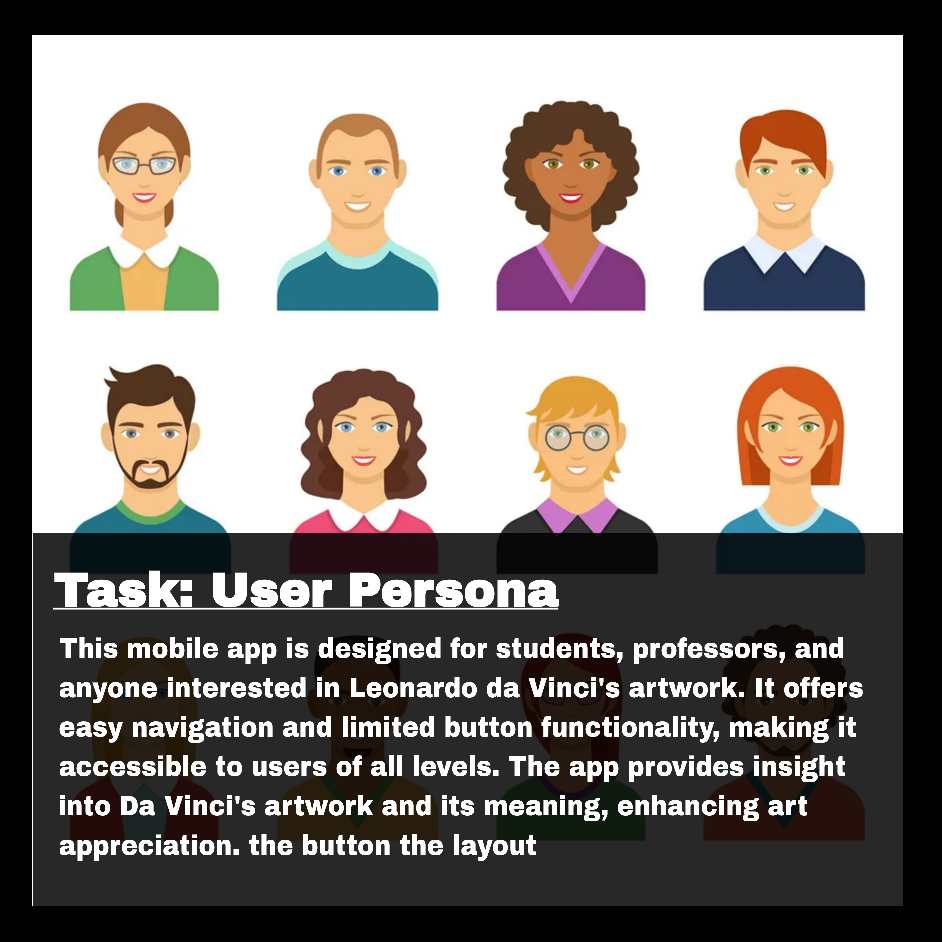 Task: User Persona
This mobile app is designed for students, professors, and
anyone interested in Leonardo da Vinci's artwork. It offers
easy navigation and limited button functionality, making it
accessible to users of all levels. The app provides insight
into Da Vinci's artwork and its meaning, enhancing art
appreciation. the button the layout